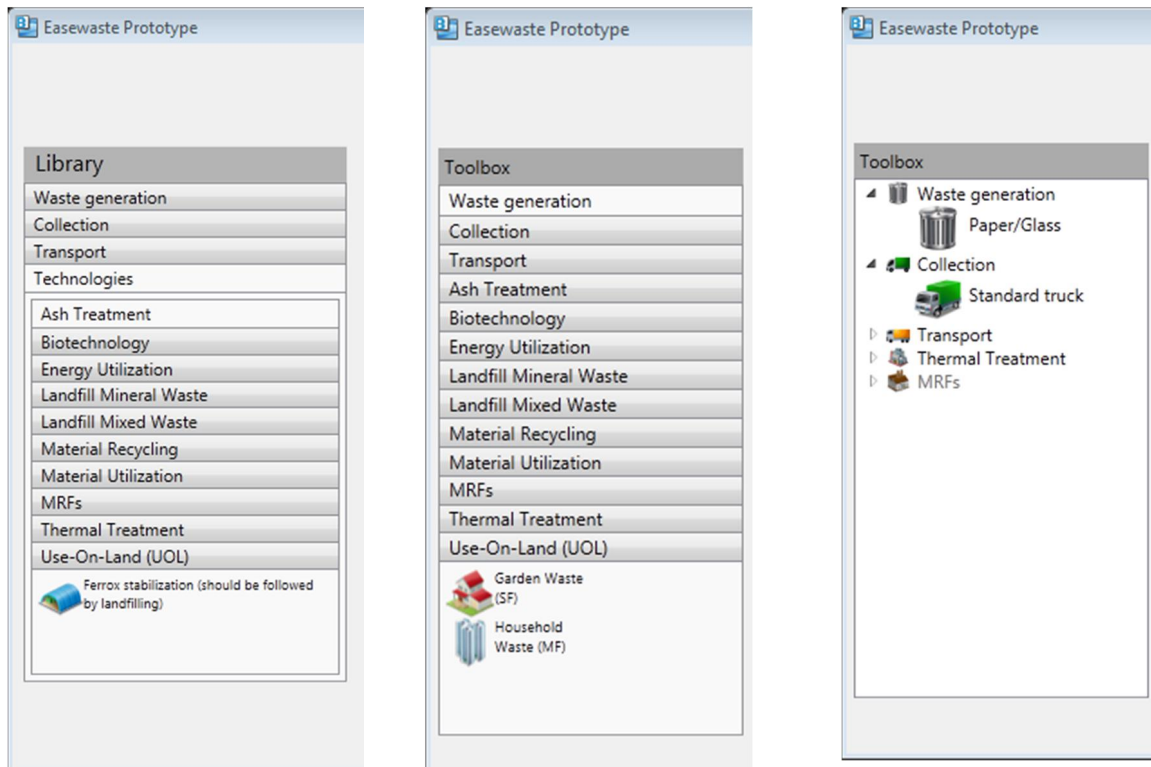 Easewaste Prototype
Library
Waste generation
Collection
Transport
Technologies
Ash Treatment
Biotechnology
Energy Utilization
Landfill Mineral Waste
Landfill Mixed Waste
Material Recycling
Material Utilization
MRFs
Thermal Treatment
Use-On-Land (UOL)
Ferrox stabilization (should be followed
by landfilling)
Easewaste Prototype
Toolbox
Waste generation
Collection
Transport
Ash Treatment
Biotechnology
Energy Utilization
Landfill Mineral Waste
Landfill Mixed Waste
Material Recycling
Material Utilization
MRFs
Thermal Treatment
Use-On-Land (UOL)
Garden Waste
(SF)
Household
Waste (MF)
Easewaste Prototype
Toolbox
Waste generation
Paper/Glass
Collection
Standard truck
Transport
Thermal Treatment
MRFs